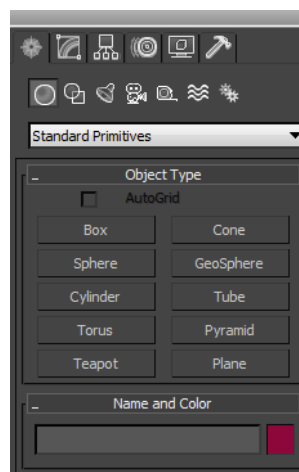 Standard Primitives
- Object Type
AutoGrid
Box Cone
Sphere GeoSphere
Cylinder Tube
Torus Pyramid
Teapot Plane
- Name and Color